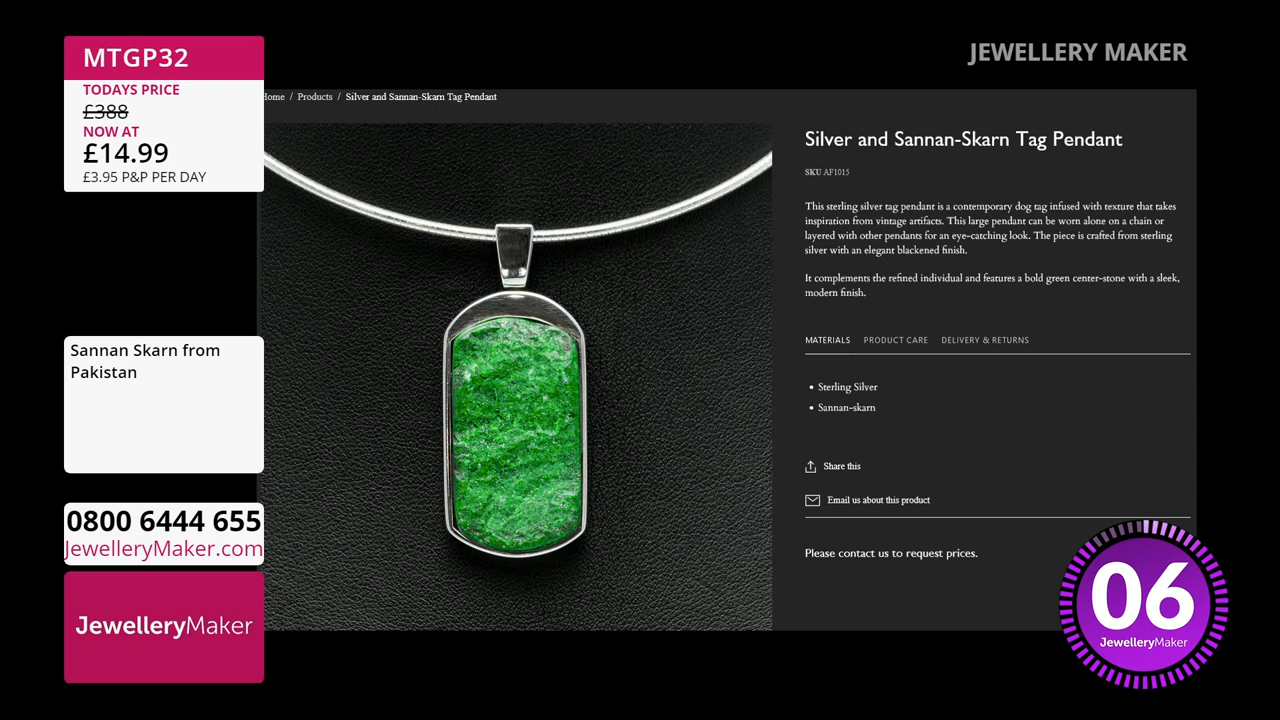 MTGP32
TODAYS PRICE
£388
NOW AT
£14.99
£3.95 P&P PER DAY
JEWELLERY MAKER
Home / Products / Silver and Sannan-Skarn Tag Pendant
Silver and Sannan-Skarn Tag Pendant
SKU AF1015
This sterling silver tag pendant is a contemporary dog tag infused with texture that takes
inspiration from vintage artifacts. This large pendant can be worn alone on a chain or
layered with other pendants for an eye-catching look. The piece is crafted from sterling
silver with an elegant blackened finish.
It complements the refined individual and features a bold green center-stone with a sleek,
modern finish.
MATERIALS PRODUCT CARE DELIVERY & RETURNS
• Sterling Silver
• Sannan-skarn
Share this
Email us about this product
Please contact us to request prices.
Sannan Skarn from
Pakistan
0800 6444 655
JewelleryMaker.com
JewelleryMaker
06
JewelleryMaker